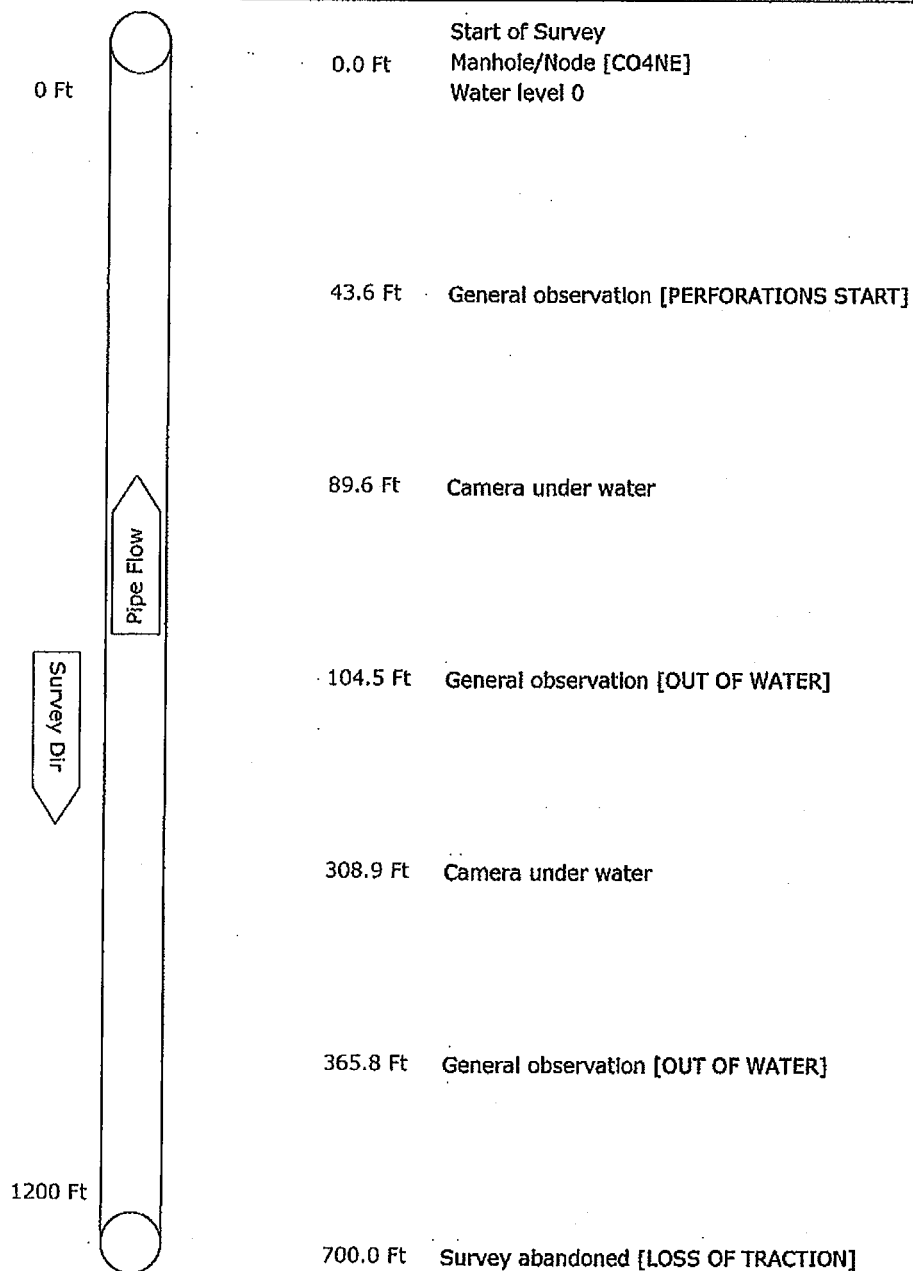 Start of Survey
0.0 Ft Manhole/Node [CO4NE]
0 Ft
Water level 0
43.6 Ft General observation [PERFORATIONS START]
89.6 Ft Camera under water
Pipe Flow
Survey Dir
104.5 Ft General observation [OUT OF WATER]
308.9 Ft Camera under water
365.8 Ft General observation [OUT OF WATER]
1200 Ft
700.0 Ft Survey abandoned [LOSS OF TRACTION]